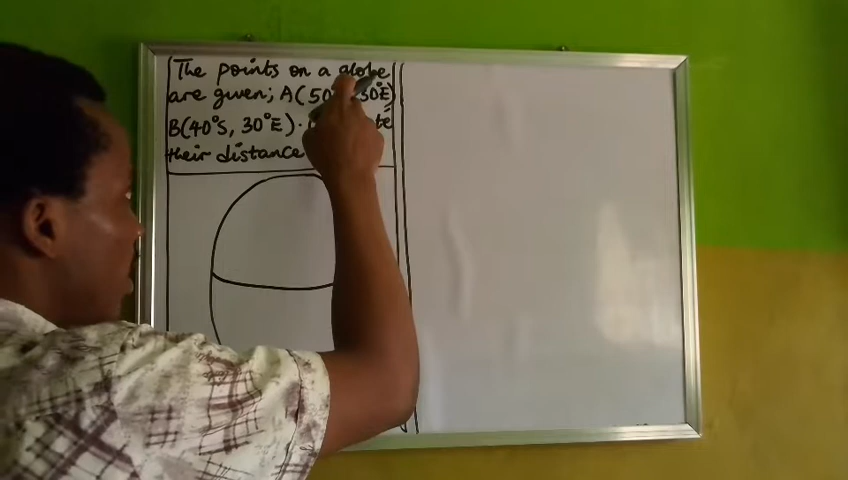 The points on a globe
are given; A(50 30°E)
B(40°S, 30°E).
their distance